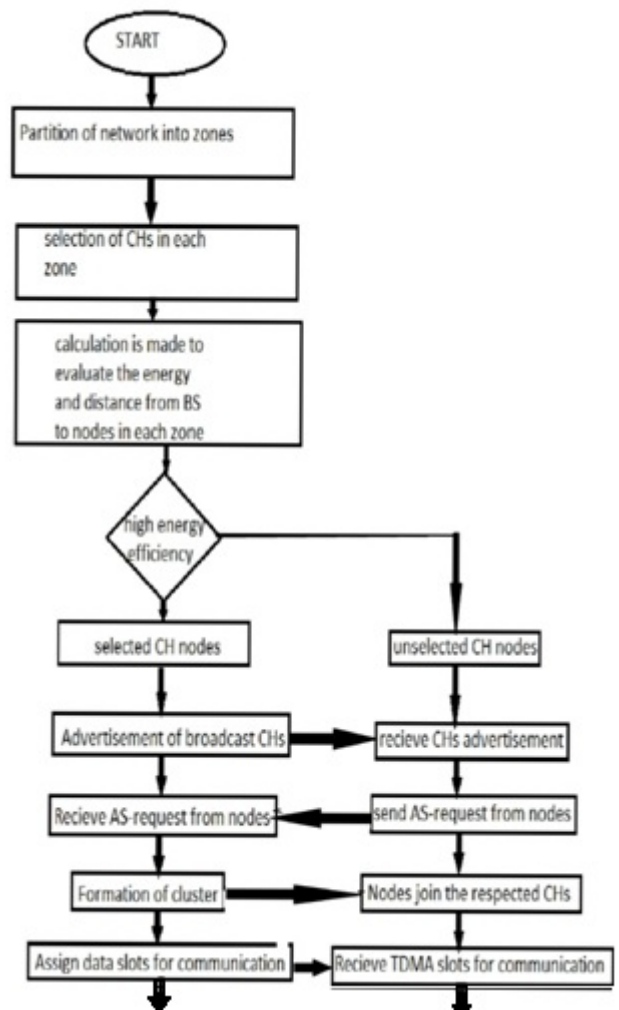 START
Partition of network into zones
selection of CHs in each
zone
calculation is made to
evaluate the energy
and distance from BS
to nodes in each zone
high energy
efficiency
selected CH nodes
unselected CH nodes
Advertisement of broadcast CHs
recieve CHs advertisement
Recieve AS-request from nodes
send AS-request from nodes
Formation of cluster
Nodes join the respected CHs
Assign data slots for communication
Recieve TDMA slots for communication